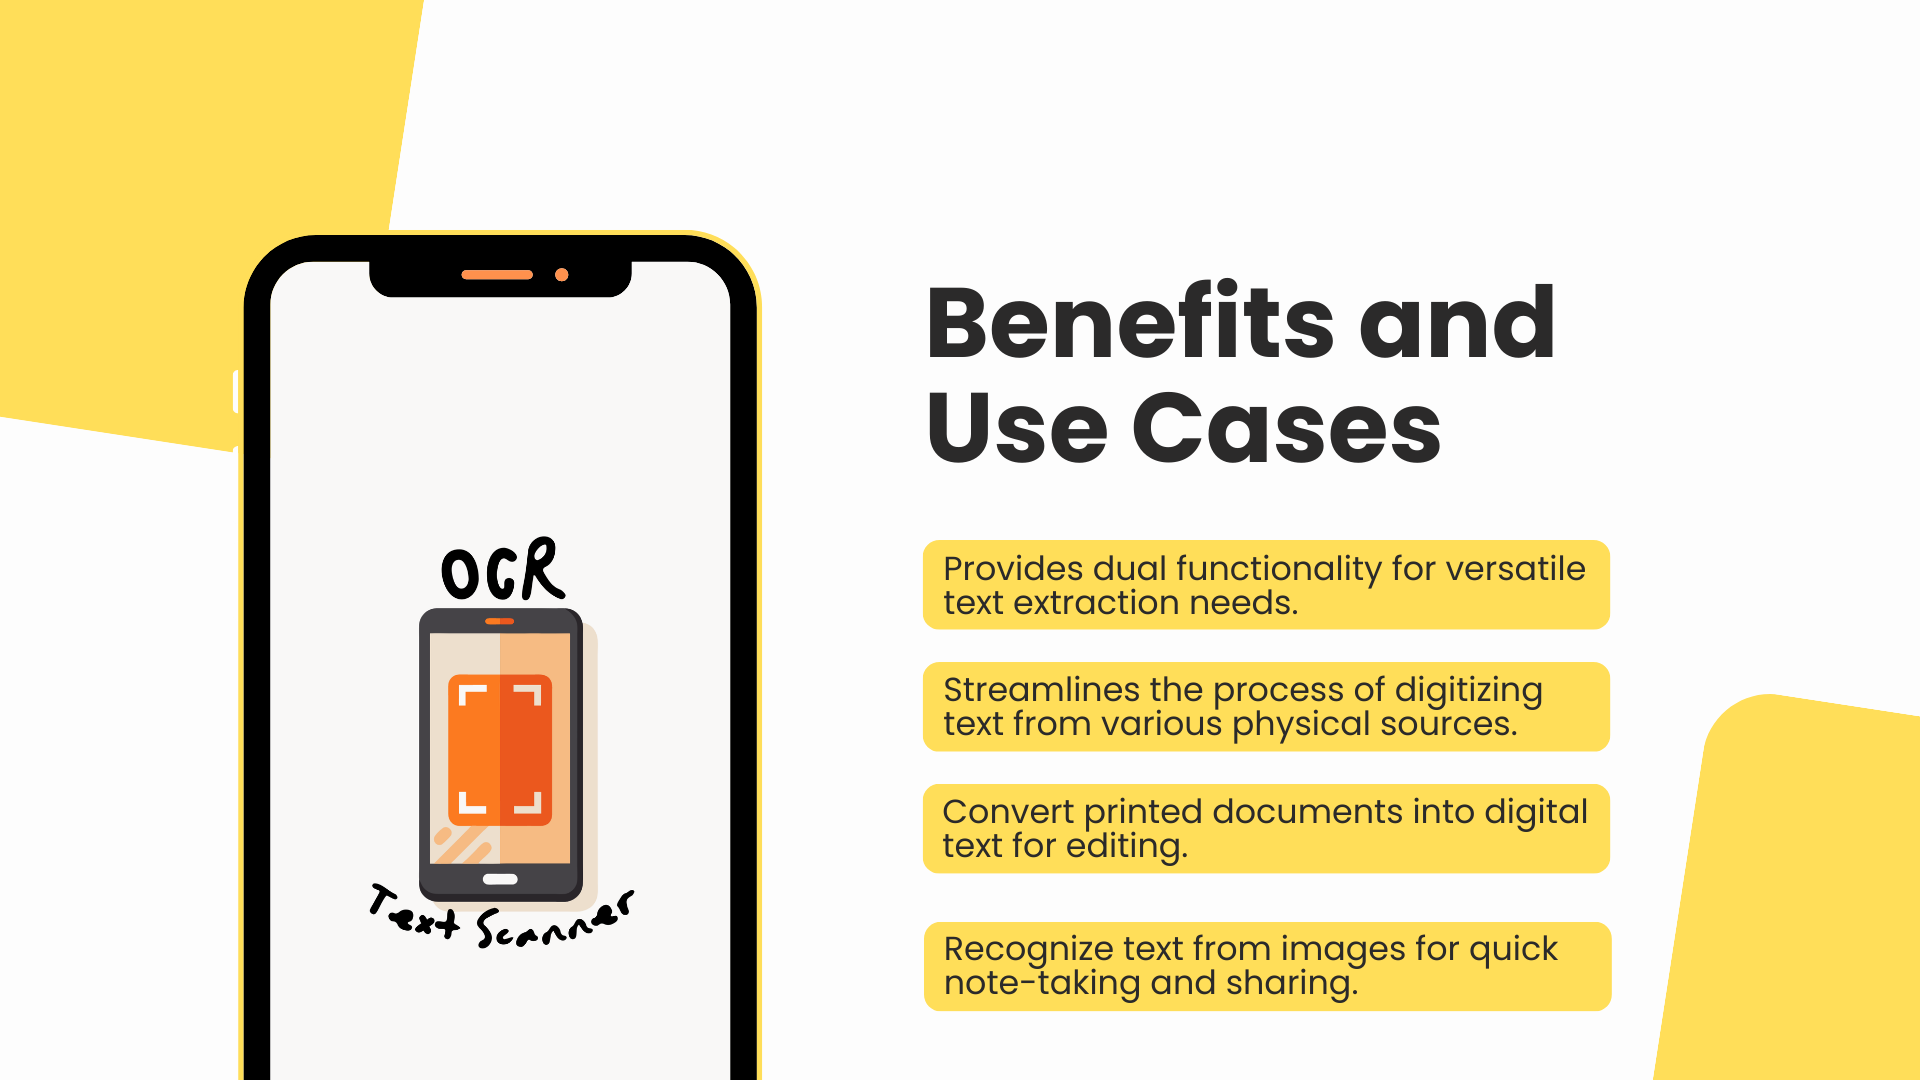 OCR
Text Scanner
Benefits and
Use Cases
Provides dual functionality for versatile
text extraction needs.
Streamlines the process of digitizing
text from various physical sources.
Convert printed documents into digital
text for editing.
Recognize text from images for quick
note-taking and sharing.